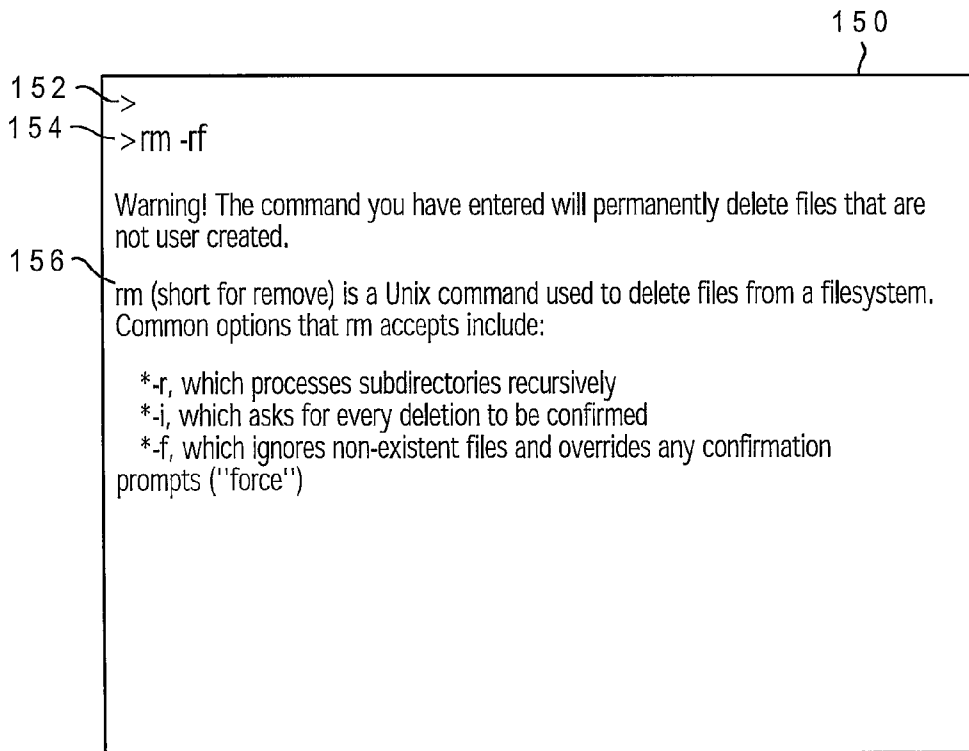 150
152
>
154
>rm -rf
Warning! The command you have entered will permanently delete files that are
not user created.
156
rm (short for remove) is a Unix command used to delete files from a filesystem.
Common options that rm accepts include:
*-r, which processes subdirectories recursively
*-i, which asks for every deletion to be confirmed
*-f, which ignores non-existent files and overrides any confirmation
prompts (''force'')